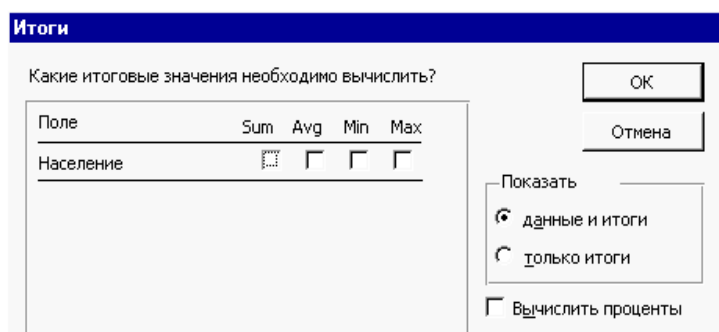 Итоги
Какие итоговые значения необходимо вычислить?
ОК
Отмена
Поле Sum Avg Min Max
Население
Показать
данные и итоги
только итоги
Вычислить проценты